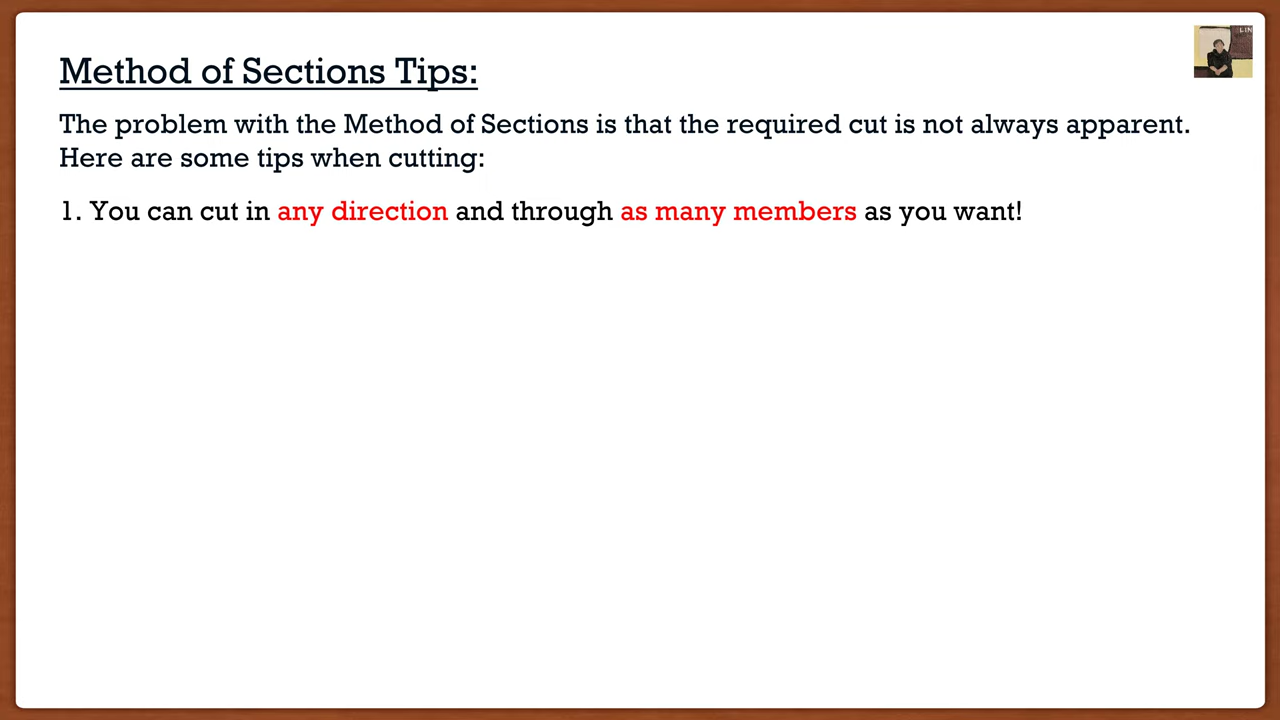 LIN
Method of Sections Tips:
The problem with the Method of Sections is that the required cut is not always apparent.
Here are some tips when cutting:
1. You can cut in any direction and through as many members as you want!